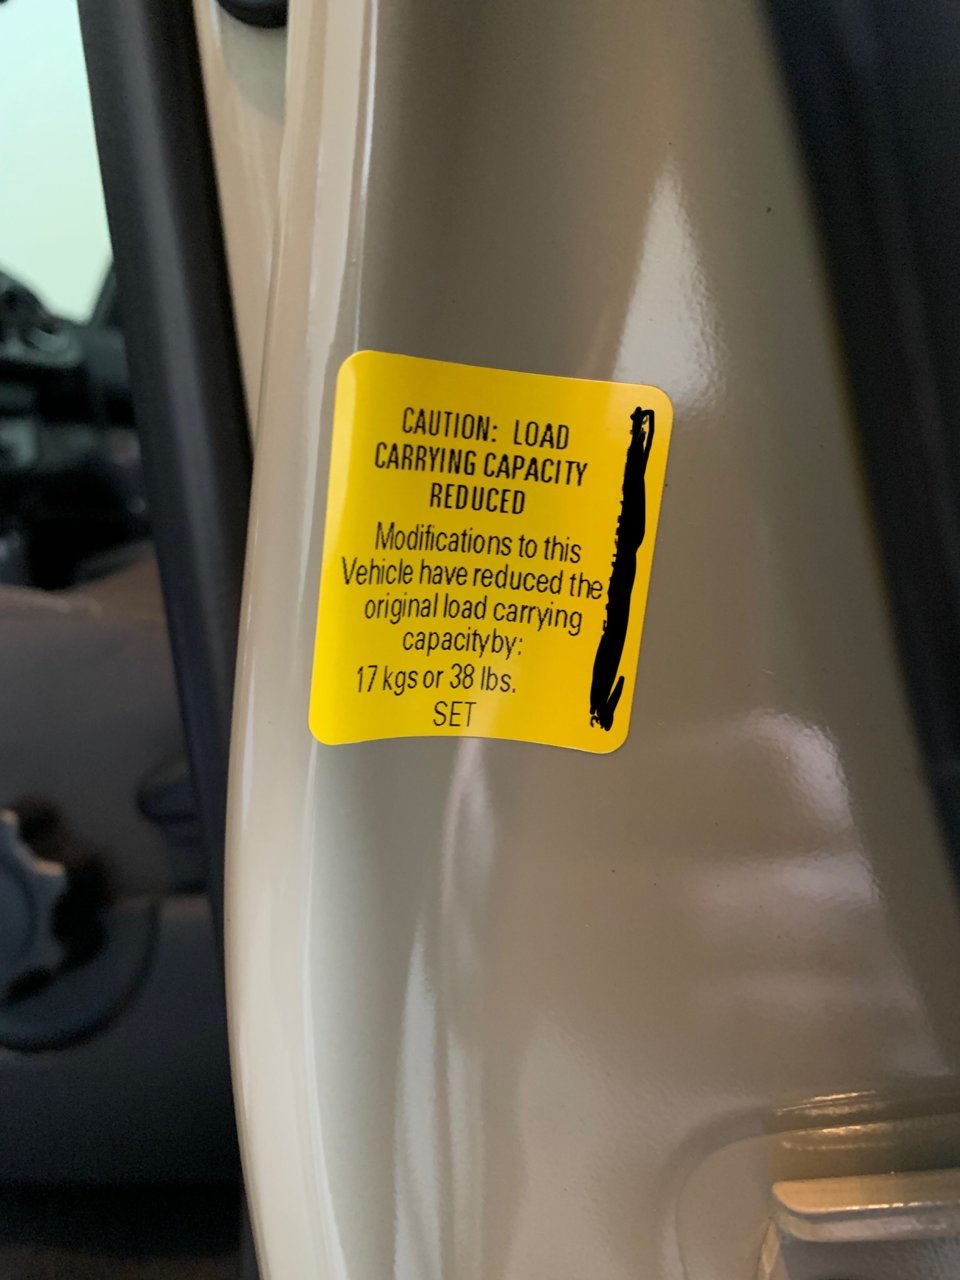 CAUTION: LOAD
CARRYING CAPACITY
REDUCED
Modifications to this
Vehicle have reduced the
original load carrying
capacityby:
17 kgs or 38 lbs.
SET